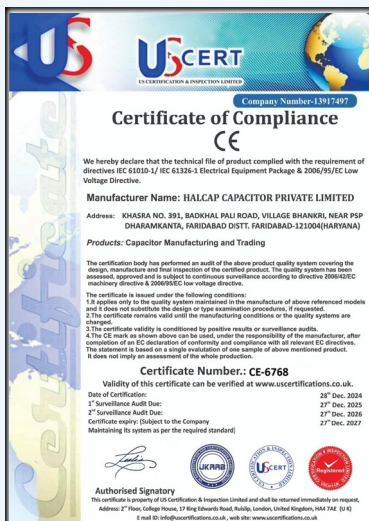 US
USCERT
US CERTIFICATION & INSPECTION LIMITED
Company Number-13917497
Certificate of Compliance
CE
We hereby declare that the technical file of product complied with the requirement of
directives IEC 61010-1/ IEC 61326-1 Electrical Equipment Package & 2006/95/EC Low
Voltage Directive.
Manufacturer Name: HALCAP CAPACITOR PRIVATE LIMITED
Address: KHASRA NO. 391, BADKHAL PALI ROAD, VILLAGE BHANKRI, NEAR PSP
DHARAMKANTA, FARIDABAD DISTT. FARIDABAD-121004(HARYANA)
Products: Capacitor Manufacturing and Trading
The certification body has performed an audit of the above product quality system covering the
design, manufacture and final inspection of the certified product. The quality system has been
assessed, approved and is subject to continuous surveillance according to directive 2006/42/EC
machinery directive & 2006/95/EC low voltage directive.
The certificate is issued under the following conditions:
1.It applies only to the quality system maintained in the manufacture of above referenced models
and it does not substitute the design or type examination procedures, if requested.
2.The certificate remains valid until the manufacturing conditions or the quality systems are
changed.
3.The certificate validity is conditioned by positive results or surveillance audits.
4.The CE mark as shown above can be used, under the responsibility of the manufacturer, after
completion of an EC declaration of conformity and compliance with all relevant EC directives.
The statement is based on a single evalutation of one sample of above mentioned product.
It does not imply an assessment of the whole production.
Certificate Number.: CE-6768
Validity of this certificate can be verified at www.uscertifications.co.uk.
Date of Certification: 28th Dec. 2024
1st Surveillance Audit Due: 27th Dec. 2025
2nd Surveillance Audit Due: 27th Dec. 2026
Certificate expiry: (Subject to the Company 27th Dec. 2027
Maintaining its system as per the required standard)
UKAAB
USCERT
Registered
Authorised Signatory
This certificate is property of US Certification & Inspection Limited and shall be returned immediately on request,
Address: 2nd Floor, College House, 17 King Edwards Road, Ruislip, London, United Kingdom, HA4 7AE (U K)
E mail ID: info@uscertifications.co.uk , web site: www.uscertifications.co.uk
Certificate